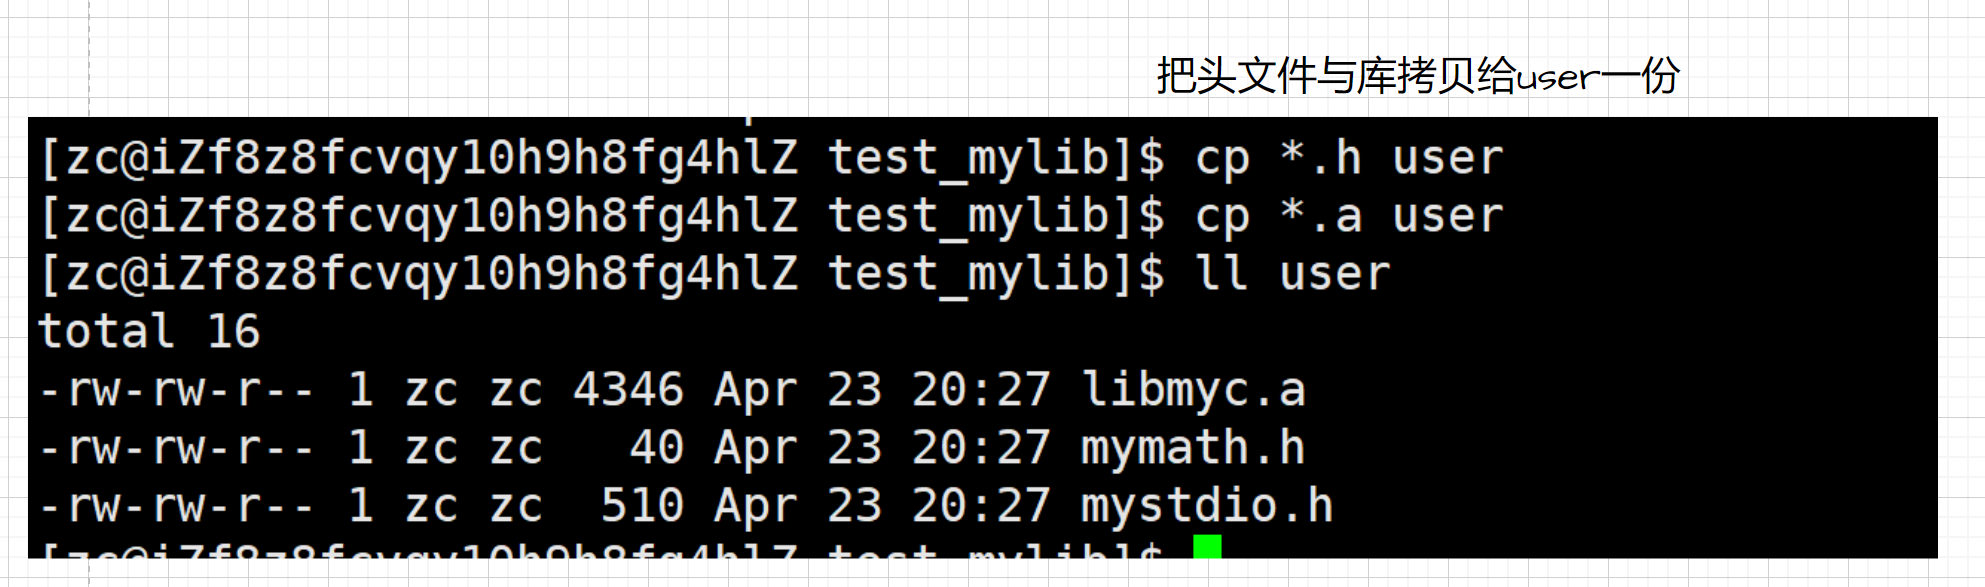 把头文件与库拷贝给user一份
[zc@iZf8z8fcvqy10h9h8fg4hlZ test_mylib]$ cp *.h user
[zc@iZf8z8fcvqy10h9h8fg4hlZ test_mylib]$ cp *.a user
[zc@iZf8z8fcvqy10h9h8fg4hlZ test_mylib]$ ll user
total 16
-rw-rw-r-- 1 zc zc 4346 Apr 23 20:27 libmyc.a
-rw-rw-r-- 1 zc zc   40 Apr 23 20:27 mymath.h
-rw-rw-r-- 1 zc zc  510 Apr 23 20:27 mystdio.h
[zc@iZf8z8fcvqy10h9h8fg4hlZ test_mylib]$